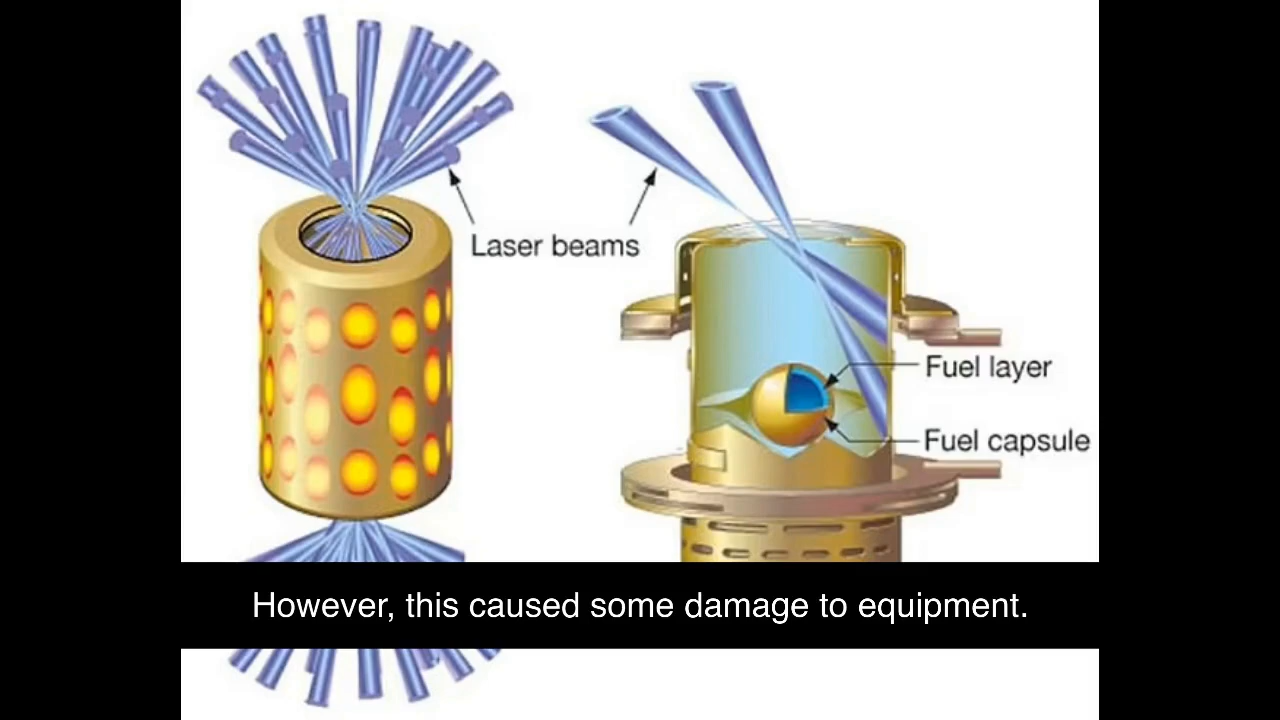 Laser beams
Fuel layer
Fuel capsule
However, this caused some damage to equipment.